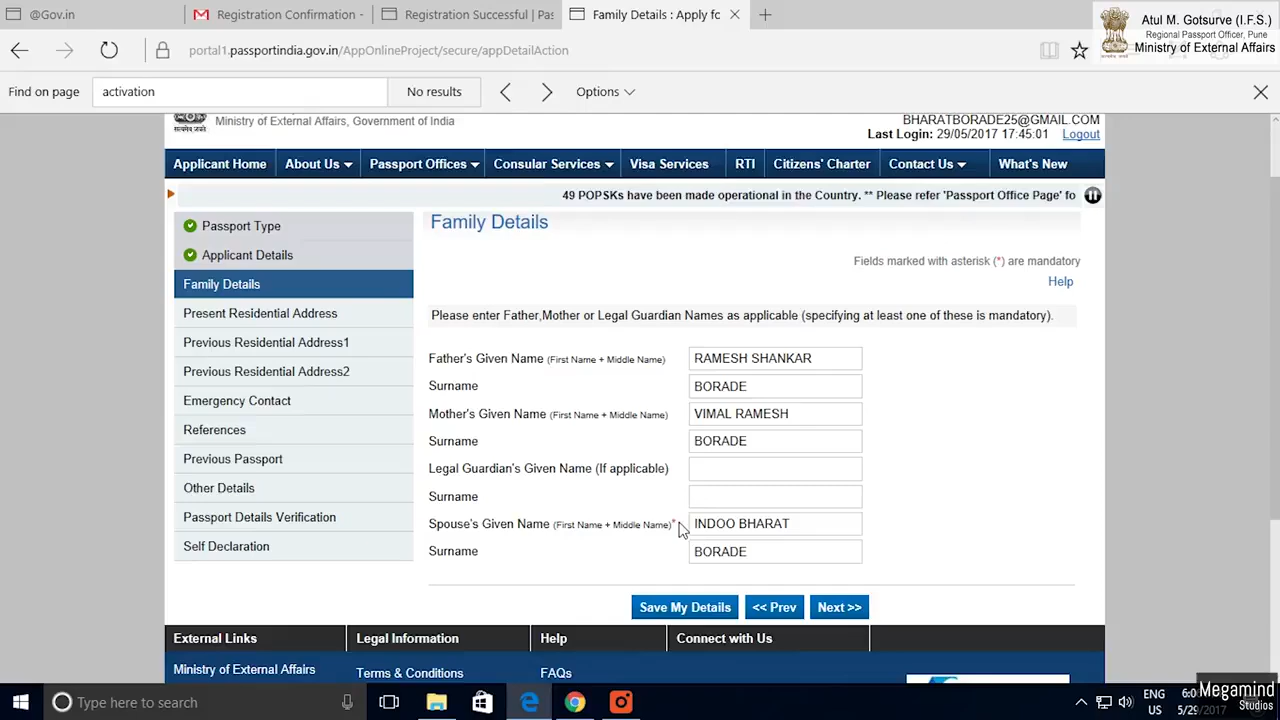 @Gov.in
Registration Confirmation -
Registration Successful | Pas
Family Details : Apply fo
Atul M. Gotsurve (I.F.S.)
Regional Passport Officer, Pune
Ministry of External Affairs
portal1.passportindia.gov.in/AppOnlineProject/secure/appDetailAction
Find on page
activation
No results
Options
सत्यमेव जयते
Ministry of External Affairs, Government of India
BHARATBORADE25@GMAIL.COM
Last Login: 29/05/2017 17:45:01 Logout
Applicant Home
About Us
Passport Offices
Consular Services
Visa Services
RTI
Citizens' Charter
Contact Us
What's New
49 POPSKs have been made operational in the Country. ** Please refer 'Passport Office Page' fo
Passport Type
Applicant Details
Family Details
Present Residential Address
Previous Residential Address1
Previous Residential Address2
Emergency Contact
References
Previous Passport
Other Details
Passport Details Verification
Self Declaration
Family Details
Fields marked with asterisk (*) are mandatory
Help
Please enter Father,Mother or Legal Guardian Names as applicable (specifying at least one of these is mandatory).
Father's Given Name (First Name + Middle Name) RAMESH SHANKAR
Surname BORADE
Mother's Given Name (First Name + Middle Name) VIMAL RAMESH
Surname BORADE
Legal Guardian's Given Name (If applicable)
Surname
Spouse's Given Name (First Name + Middle Name)* INDOO BHARAT
Surname BORADE
Save My Details
<< Prev
Next >>
External Links
Legal Information
Help
Connect with Us
Ministry of External Affairs
Terms & Conditions
FAQs
Type here to search
ENG
US
5/29/2017
Megamind
Studios